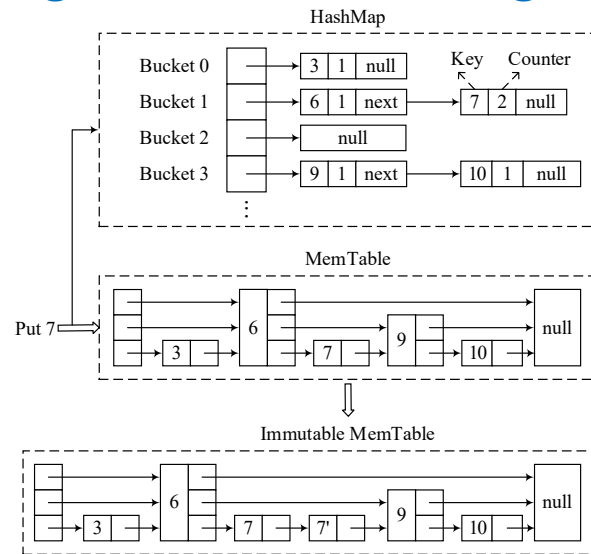 HashMap
Bucket 0 3 1 null Key Counter
Bucket 1 6 1 next 7 2 null
Bucket 2 null
Bucket 3 9 1 next 10 1 null
⋮
MemTable
Put 7 3 6 7 9 10 null
Immutable MemTable
3 6 7 7' 9 10 null